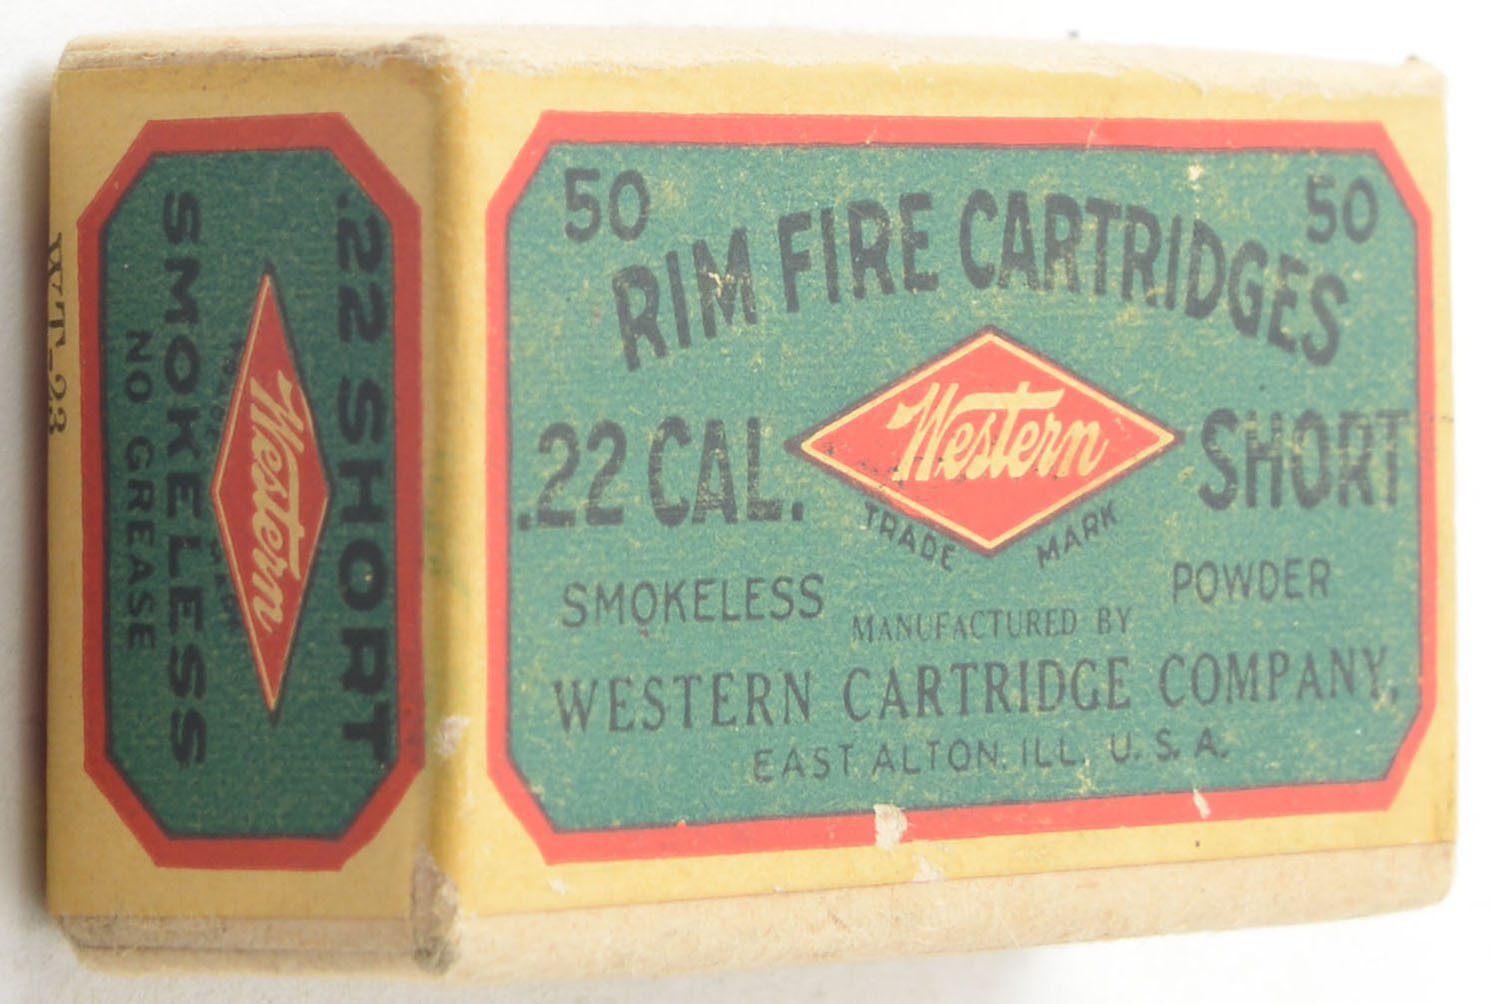 50 50
RIM FIRE CARTRIDGES
.22 CAL. Western SHORT
TRADE MARK
SMOKELESS POWDER
MANUFACTURED BY
WESTERN CARTRIDGE COMPANY,
EAST ALTON, ILL., U. S. A.
.22 SHORT
Western
SMOKELESS
NO GREASE